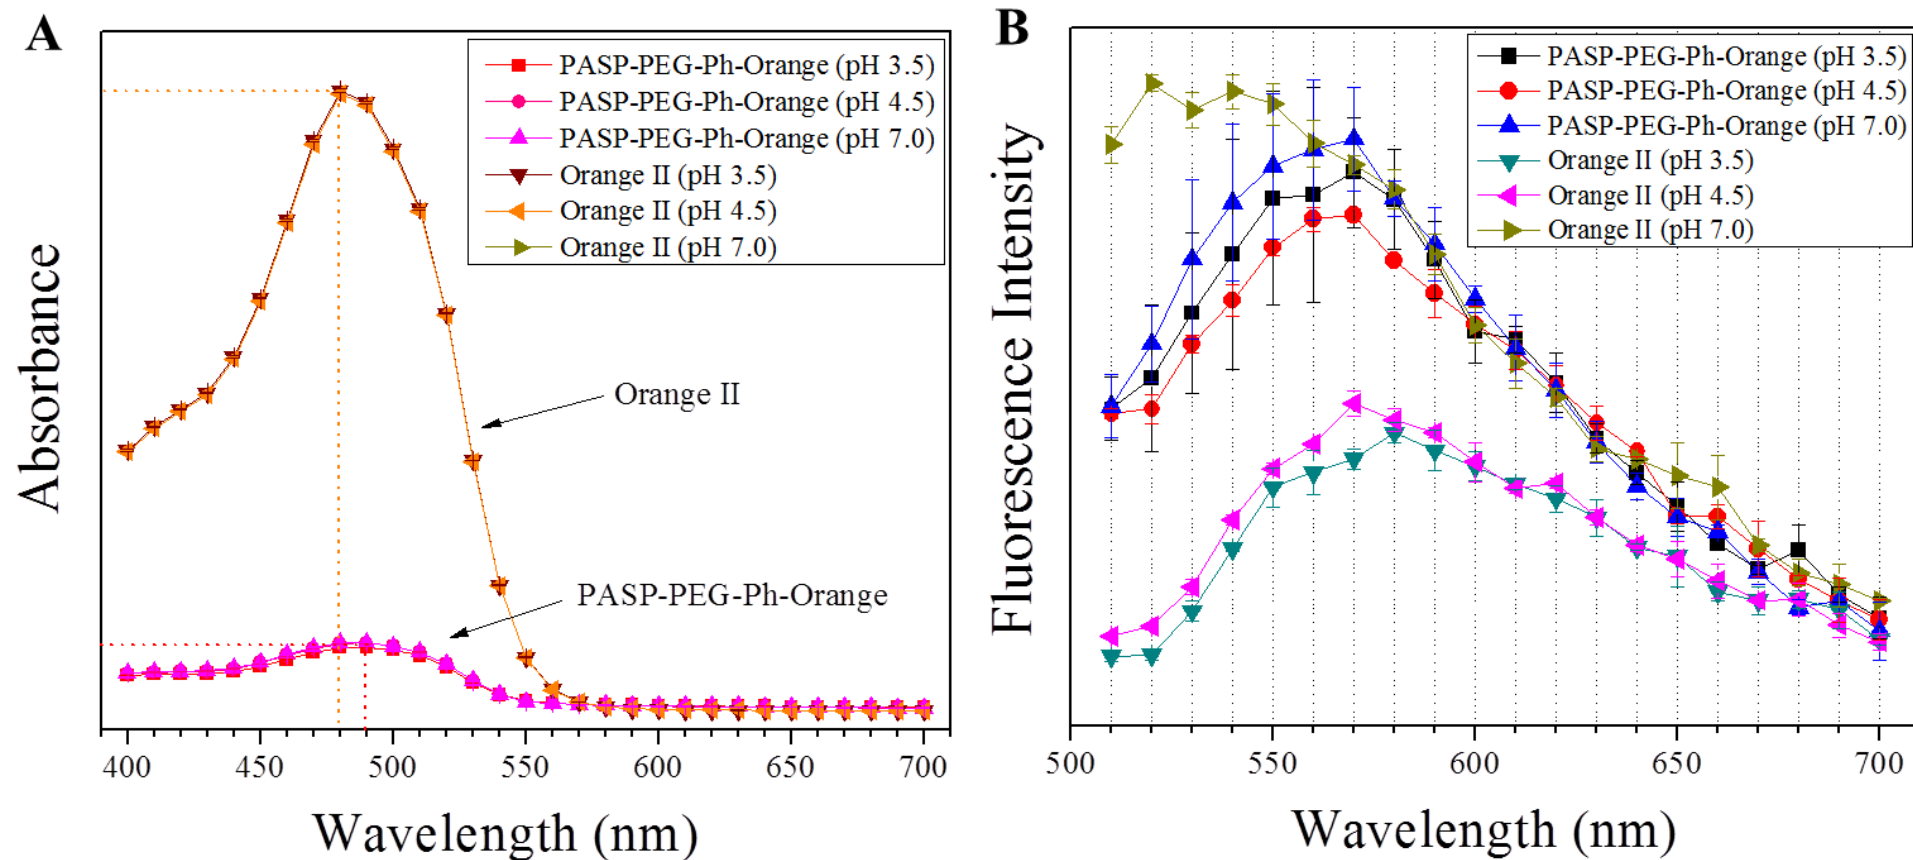 A
Absorbance
PASP-PEG-Ph-Orange (pH 3.5)
PASP-PEG-Ph-Orange (pH 4.5)
PASP-PEG-Ph-Orange (pH 7.0)
Orange II (pH 3.5)
Orange II (pH 4.5)
Orange II (pH 7.0)
Orange II
PASP-PEG-Ph-Orange
400 450 500 550 600 650 700
Wavelength (nm)
B
Fluorescence Intensity
PASP-PEG-Ph-Orange (pH 3.5)
PASP-PEG-Ph-Orange (pH 4.5)
PASP-PEG-Ph-Orange (pH 7.0)
Orange II (pH 3.5)
Orange II (pH 4.5)
Orange II (pH 7.0)
500 550 600 650 700
Wavelength (nm)